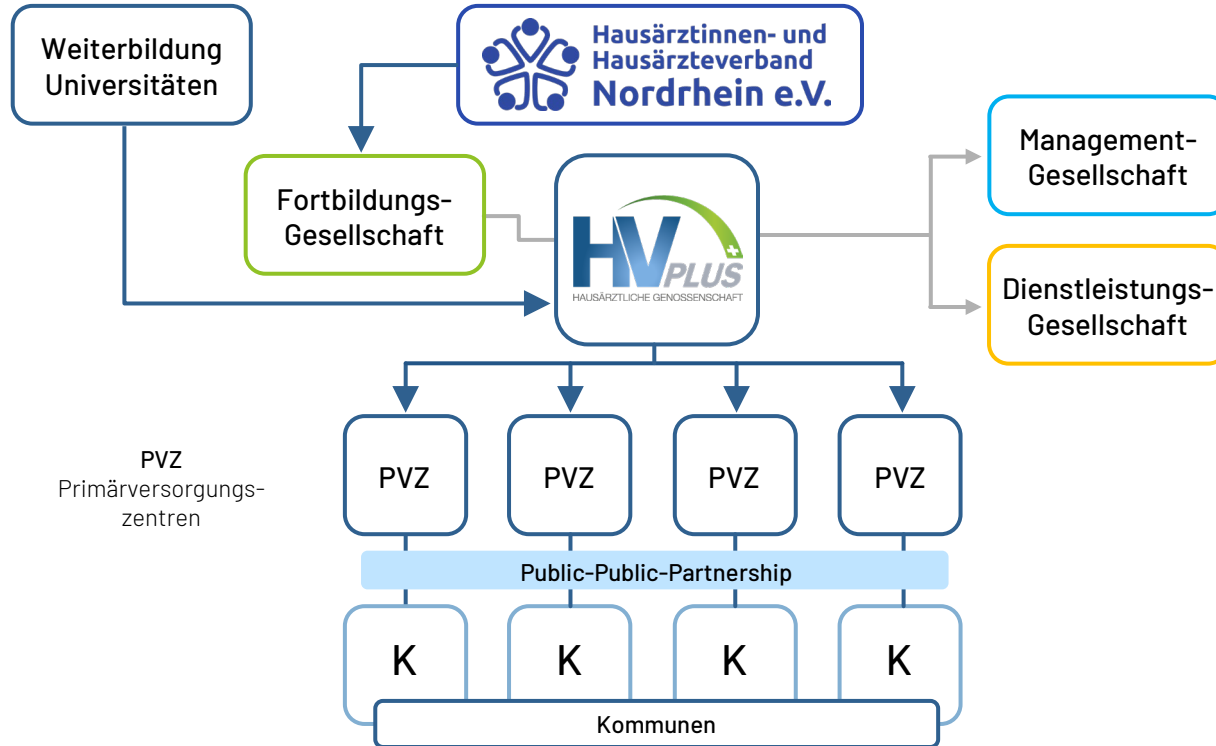 Weiterbildung
Universitäten
Hausärztinnen- und
Hausärzteverband
Nordrhein e.V.
Fortbildungs-
Gesellschaft
HV PLUS
HAUSÄRZTLICHE GENOSSENSCHAFT
Management-
Gesellschaft
Dienstleistungs-
Gesellschaft
PVZ
Primärversorgungs-
zentren
PVZ PVZ PVZ PVZ
Public-Public-Partnership
K K K K
Kommunen